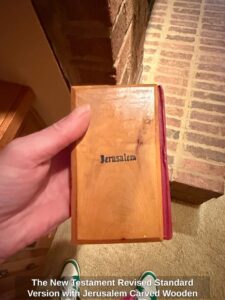 Jerusalem
The New Testament Revised Standard
Version with Jerusalem Carved Wooden